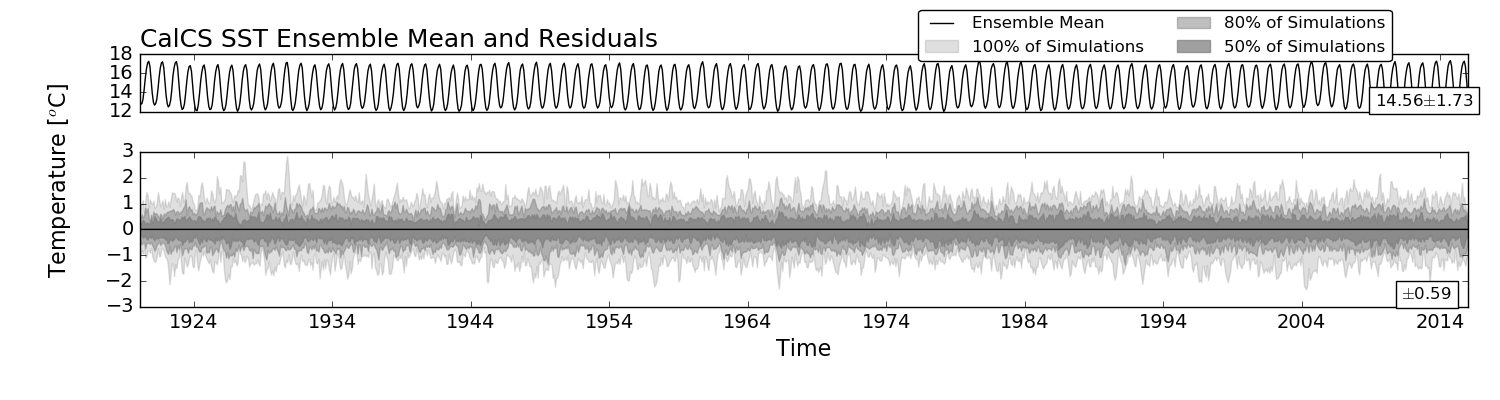 CalCS SST Ensemble Mean and Residuals
Ensemble Mean
100% of Simulations
80% of Simulations
50% of Simulations
18
16
14
12
14.56±1.73
Temperature [°C]
3
2
1
0
−1
−2
−3
±0.59
1924 1934 1944 1954 1964 1974 1984 1994 2004 2014
Time